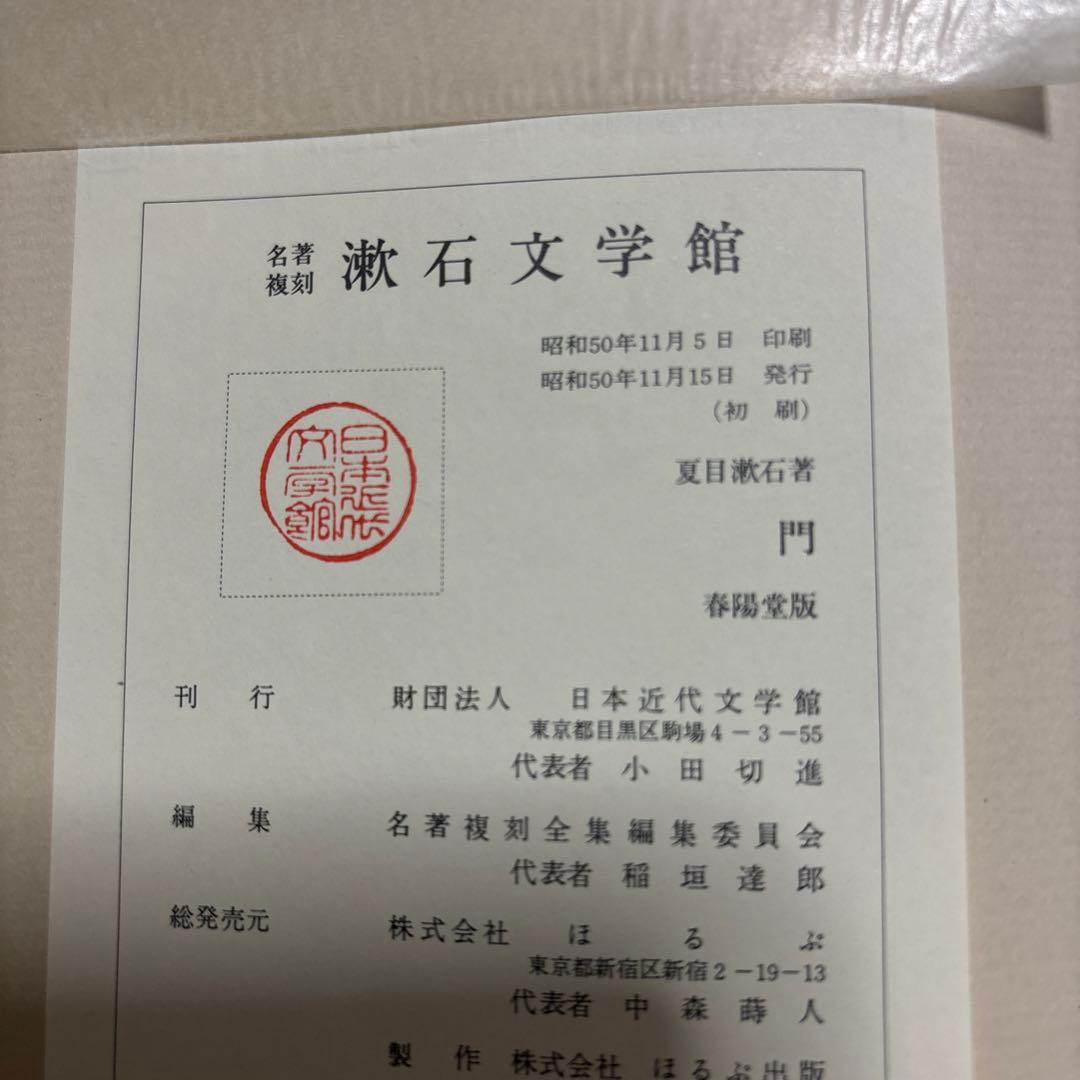 名著複刻 漱石文学館
昭和50年11月5日 印刷
昭和50年11月15日 発行
(初 刷)
日本近代文学館
夏目漱石著
門
春陽堂版
刊 行 財団法人 日本近代文学館
東京都目黒区駒場4-3-55
代表者 小田切進
編 集 名著複刻全集編集委員会
代表者 稲垣達郎
総発売元 株式会社 ほるぷ
東京都新宿区新宿2-19-13
代表者 中森蒔人
製 作 株式会社 ほるぷ出版